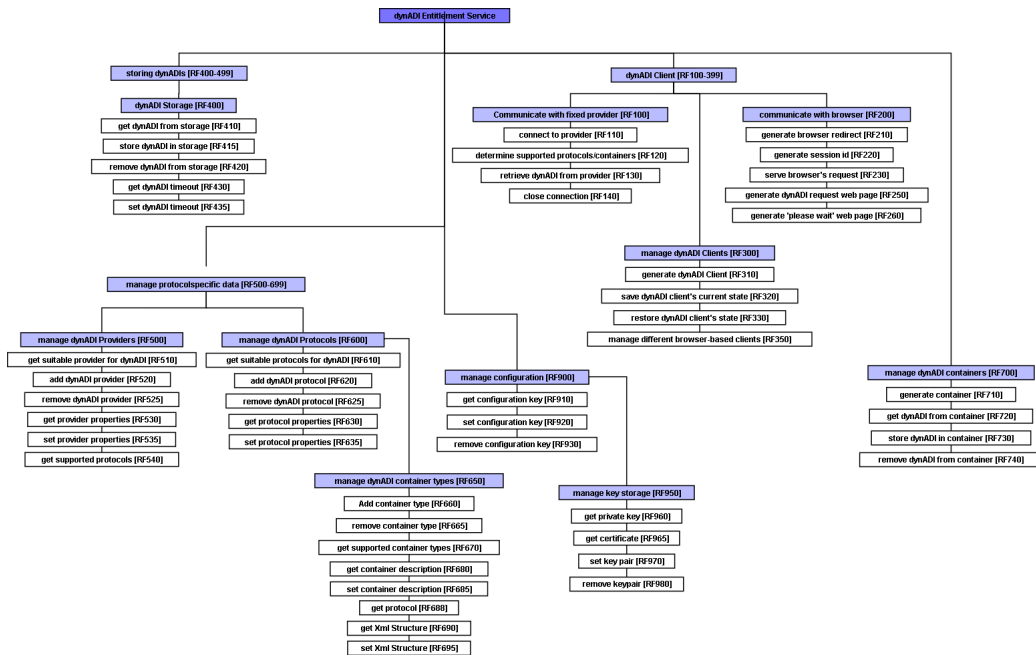 dynADI Entitlement Service
storing dynADIs [RF400-499]
dynADI Storage [RF400]
get dynADI from storage [RF410]
store dynADI in storage [RF415]
remove dynADI from storage [RF420]
get dynADI timeout [RF430]
set dynADI timeout [RF435]
dynADI Client [RF100-399]
Communicate with fixed provider [RF100]
connect to provider [RF110]
determine supported protocols/containers [RF120]
retrieve dynADI from provider [RF130]
close connection [RF140]
communicate with browser [RF200]
generate browser redirect [RF210]
generate session id [RF220]
serve browser's request [RF230]
generate dynADI request web page [RF250]
generate 'please wait' web page [RF260]
manage dynADI Clients [RF300]
generate dynADI Client [RF310]
save dynADI client's current state [RF320]
restore dynADI client's state [RF330]
manage different browser-based clients [RF350]
manage protocolspecific data [RF500-699]
manage dynADI Providers [RF500]
get suitable provider for dynADI [RF510]
add dynADI provider [RF520]
remove dynADI provider [RF525]
get provider properties [RF530]
set provider properties [RF535]
get supported protocols [RF540]
manage dynADI Protocols [RF600]
get suitable protocols for dynADI [RF610]
add dynADI protocol [RF620]
remove dynADI protocol [RF625]
get protocol properties [RF630]
set protocol properties [RF635]
manage dynADI container types [RF650]
Add container type [RF660]
remove container type [RF665]
get supported container types [RF670]
get container description [RF680]
set container description [RF685]
get protocol [RF688]
get Xml Structure [RF690]
set Xml Structure [RF695]
manage configuration [RF900]
get configuration key [RF910]
set configuration key [RF920]
remove configuration key [RF930]
manage key storage [RF950]
get private key [RF960]
get certificate [RF965]
set key pair [RF970]
remove keypair [RF980]
manage dynADI containers [RF700]
generate container [RF710]
get dynADI from container [RF720]
store dynADI in container [RF730]
remove dynADI from container [RF740]